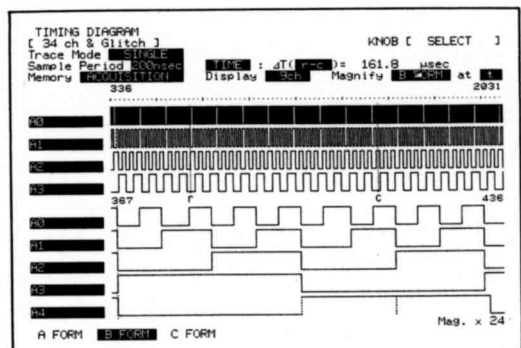 TIMING DIAGRAM
[ 34 ch & Glitch ] KNOB [ SELECT ]
Trace Mode SINGLE
Sample Period 200nsec TIME : ΔT( r-c )= 161.8 μsec
Memory ACQUISITION Display 9ch Magnify B FORM at t
336 2031
A0
A1
A2
A3
367 r c 436
A0
A1
A2
A3
A4
Mag. x 24
A FORM B FORM C FORM